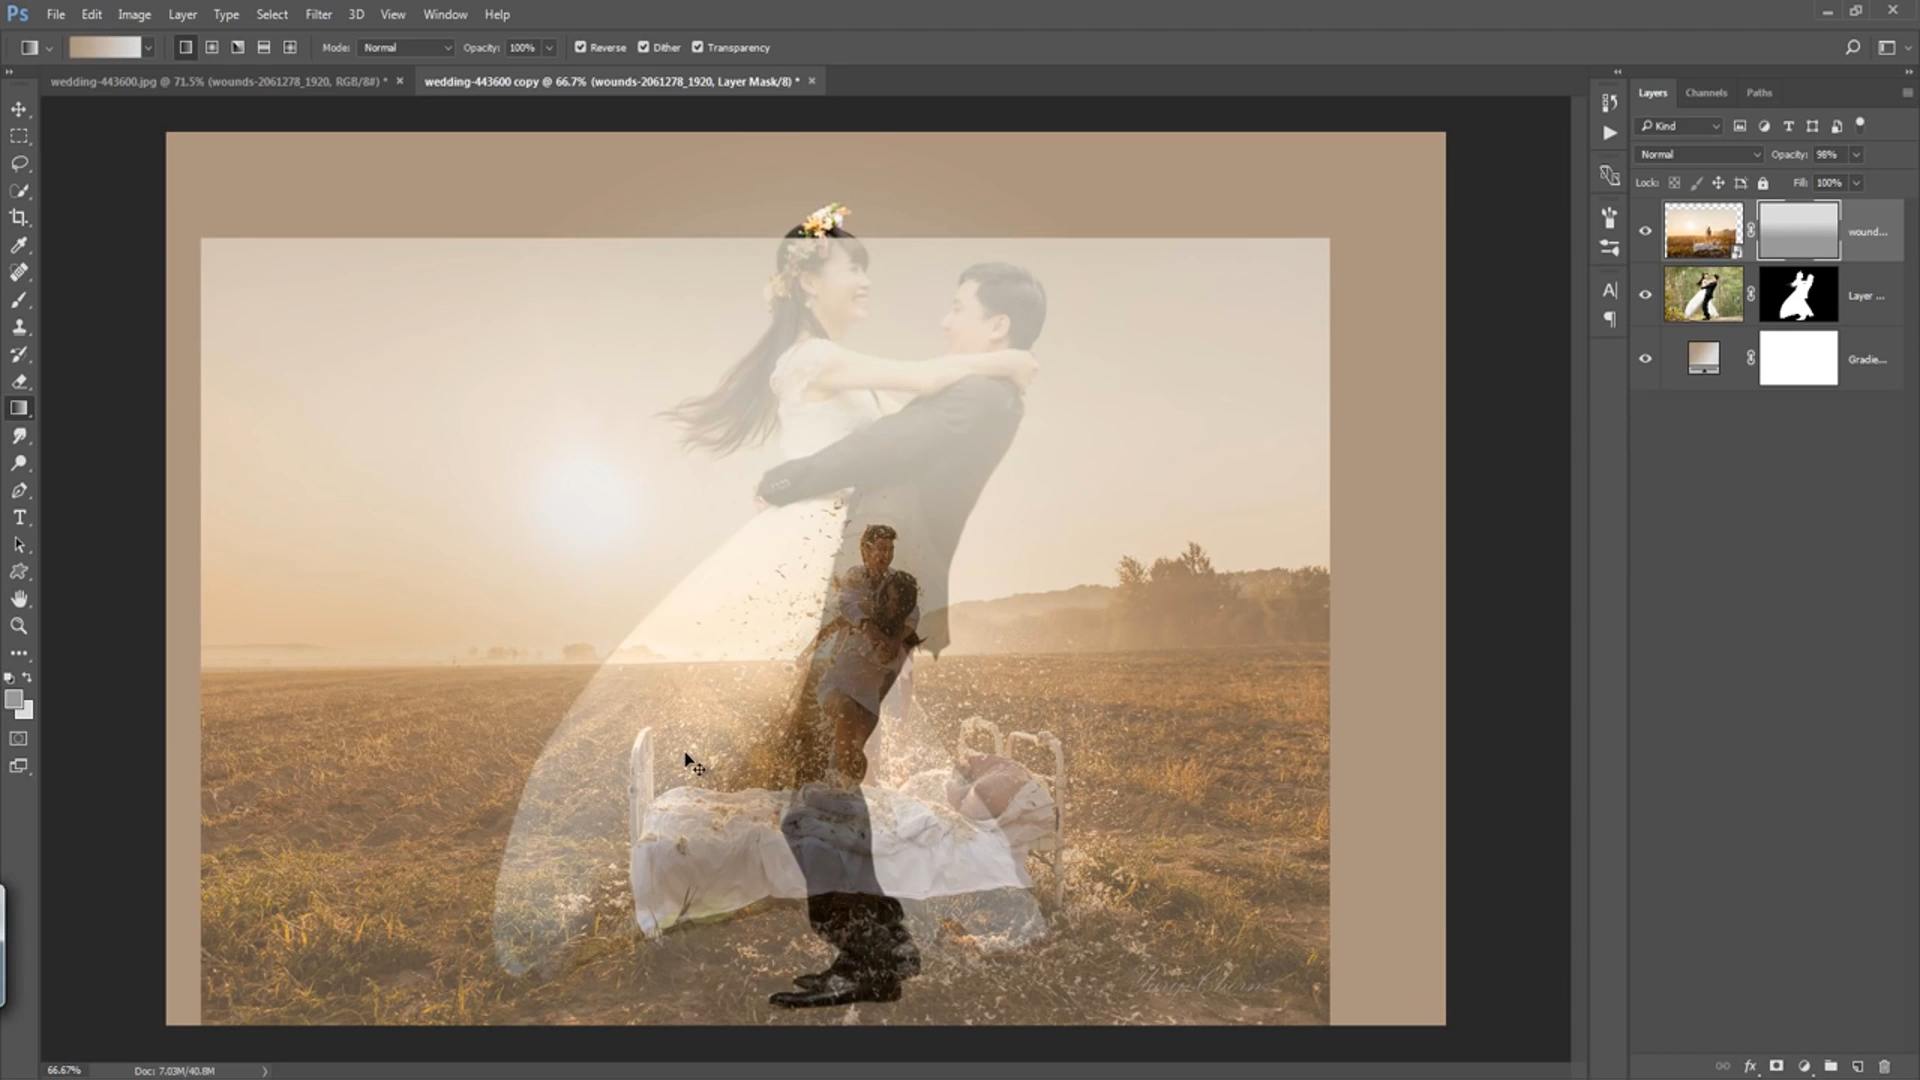 Ps File Edit Image Layer Type Select Filter 3D View Window Help
Mode: Normal Opacity: 100% Reverse Dither Transparency
wedding-443600.jpg @ 71.5% (wounds-2061278_1920, RGB/8#) * × wedding-443600 copy @ 66.7% (wounds-2061278_1920, Layer Mask/8) * ×
Layers Channels Paths
Kind
Normal Opacity: 98%
Lock: Fill: 100%
wound...
Layer ...
Gradie...
66.67% Doc: 7.03M/40.8M